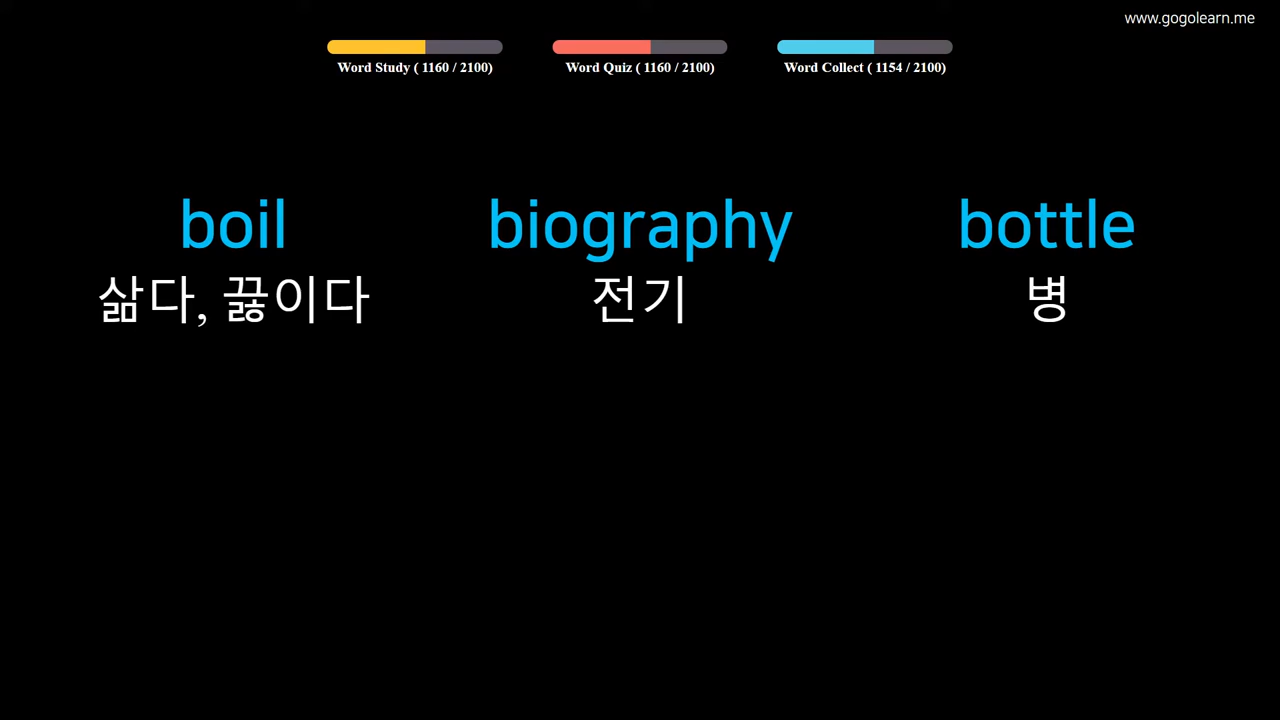 www.gogolearn.me
Word Study ( 1160 / 2100)
Word Quiz ( 1160 / 2100)
Word Collect ( 1154 / 2100)
boil
삶다, 끓이다
biography
전기
bottle
병